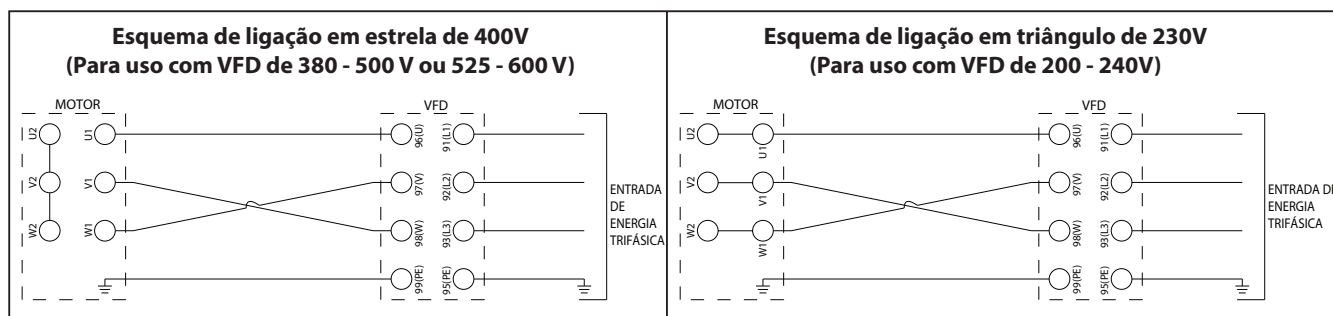 Esquema de ligação em estrela de 400V
(Para uso com VFD de 380 - 500 V ou 525 - 600 V)
MOTOR
VFD
U2
U1
96(U)
91(L1)
V2
V1
97(V)
92(L2)
W2
W1
98(W)
93(L3)
99(PE)
95(PE)
ENTRADA
DE
ENERGIA
TRIFÁSICA
Esquema de ligação em triângulo de 230V
(Para uso com VFD de 200 - 240V)
MOTOR
VFD
U2
U1
96(U)
91(L1)
V2
V1
97(V)
92(L2)
W2
W1
98(W)
93(L3)
99(PE)
95(PE)
ENTRADA DE
ENERGIA
TRIFÁSICA